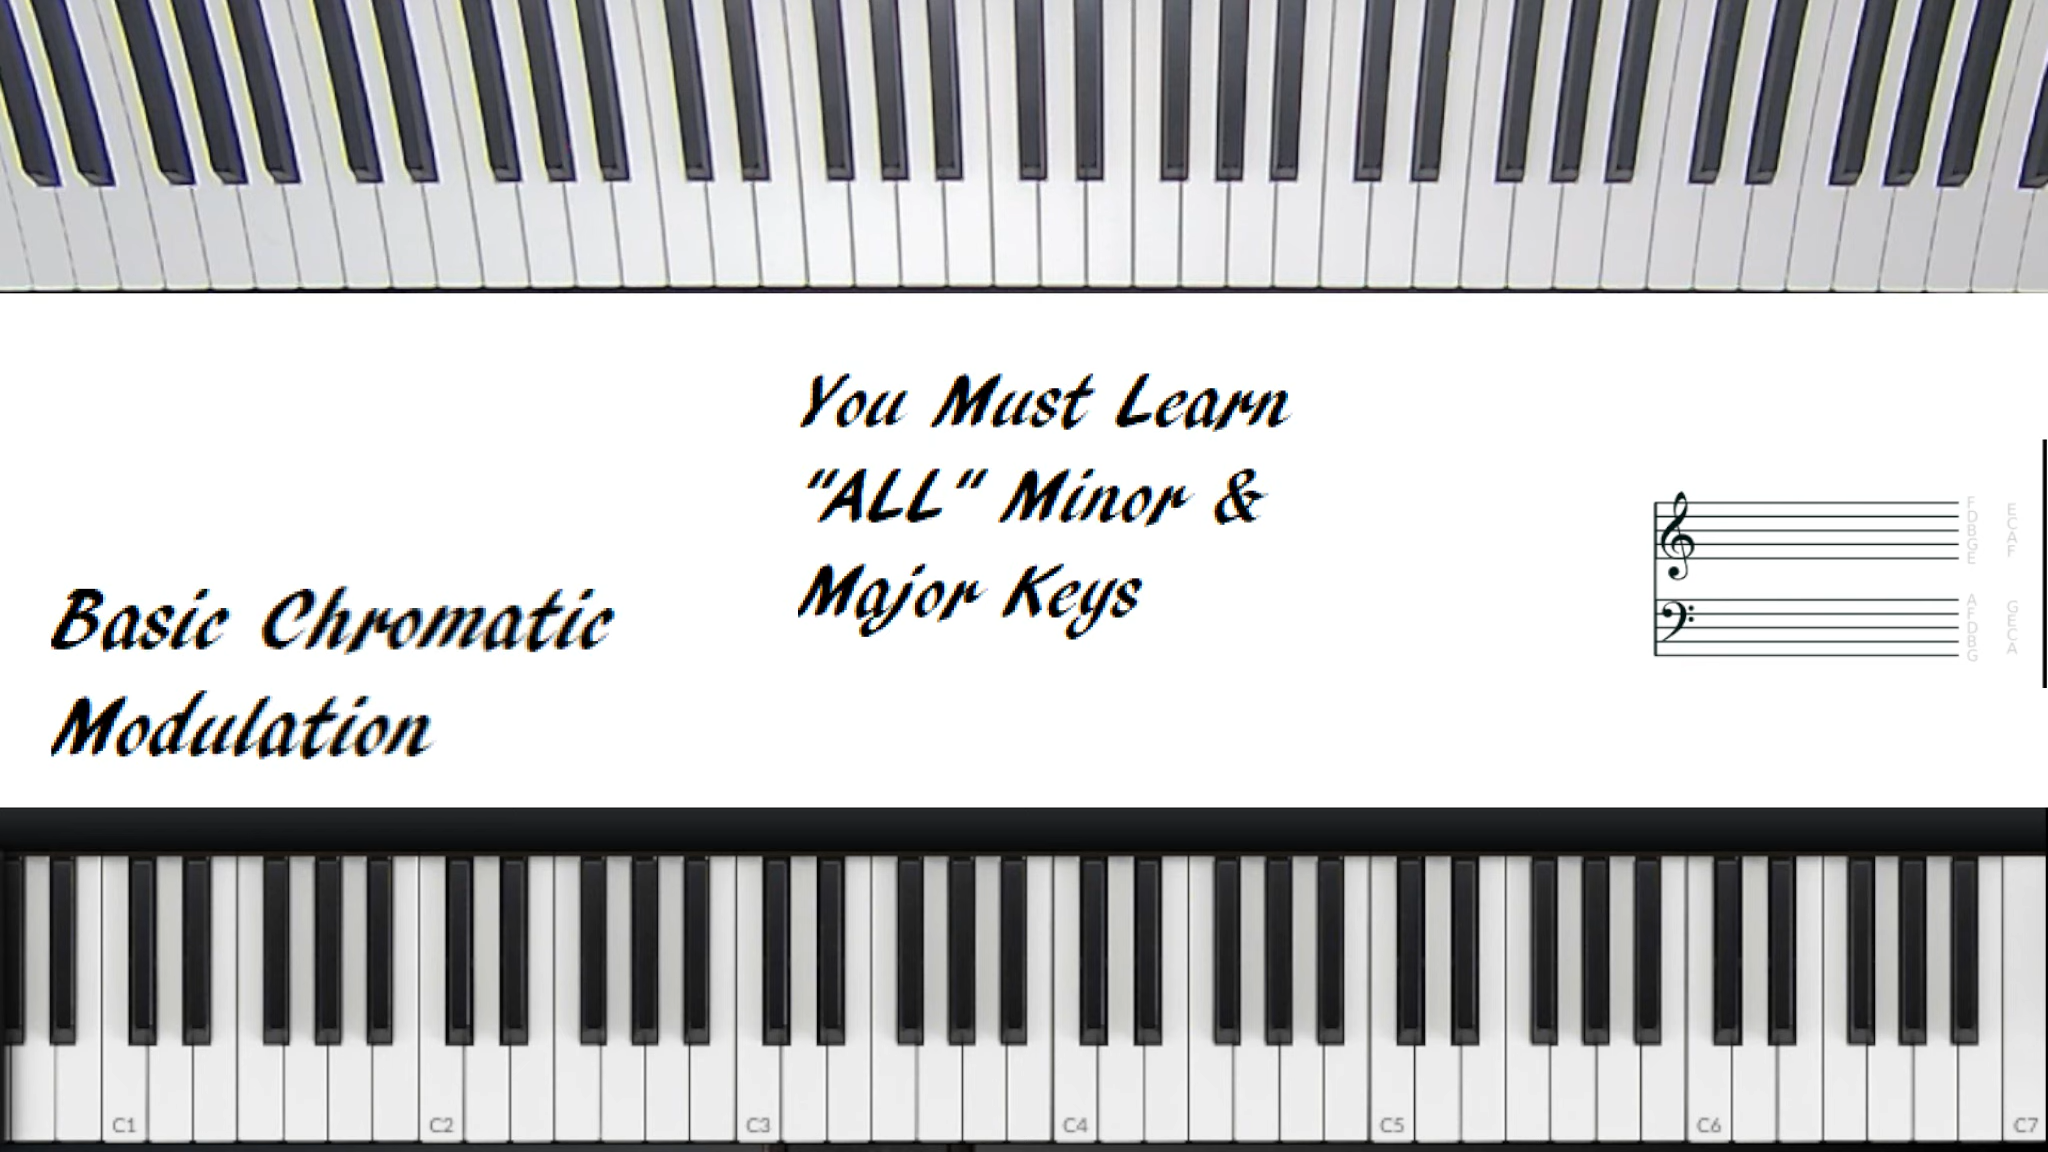 You Must Learn
"ALL" Minor &
Major Keys
Basic Chromatic
Modulation
F
D
B
G
E
E
C
A
F
A
F
D
B
G
G
E
C
A
C1 C2 C3 C4 C5 C6 C7